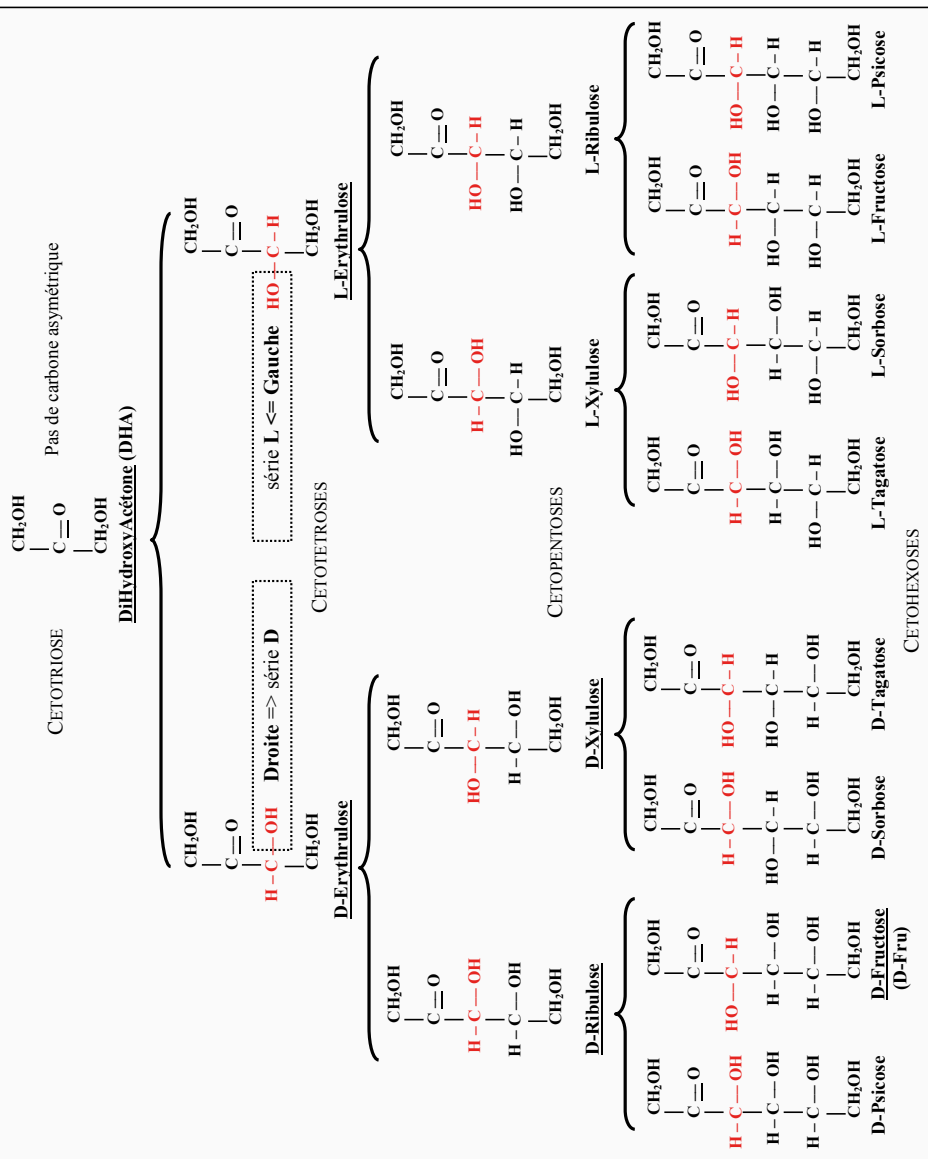 CH₂OH
CETOTRIOSE C=O Pas de carbone asymétrique
CH₂OH
DiHydroxyAcétone (DHA)
CH₂OH CH₂OH
C=O C=O
H–C—OH Droite => série D série L <= Gauche HO—C–H
CH₂OH CH₂OH
D-Erythrulose CETOTETROSES L-Erythrulose
CH₂OH CH₂OH CH₂OH CH₂OH
C=O C=O C=O C=O
H–C—OH HO—C–H H–C—OH HO—C–H
H–C—OH H–C—OH HO—C–H HO—C–H
CH₂OH CH₂OH CH₂OH CH₂OH
CETOPENTOSES
D-Ribulose D-Xylulose L-Xylulose L-Ribulose
CH₂OH CH₂OH CH₂OH CH₂OH CH₂OH CH₂OH CH₂OH CH₂OH
C=O C=O C=O C=O C=O C=O C=O C=O
H–C—OH HO—C–H H–C—OH HO—C–H H–C—OH HO—C–H H–C—OH HO—C–H
H–C—OH H–C—OH HO—C–H HO—C–H H–C—OH H–C—OH HO—C–H HO—C–H
H–C—OH H–C—OH H–C—OH H–C—OH HO—C–H HO—C–H HO—C–H HO—C–H
CH₂OH CH₂OH CH₂OH CH₂OH CH₂OH CH₂OH CH₂OH CH₂OH
D-Psicose D-Fructose D-Sorbose D-Tagatose L-Tagatose L-Sorbose L-Fructose L-Psicose
(D-Fru)
CETOHEXOSES